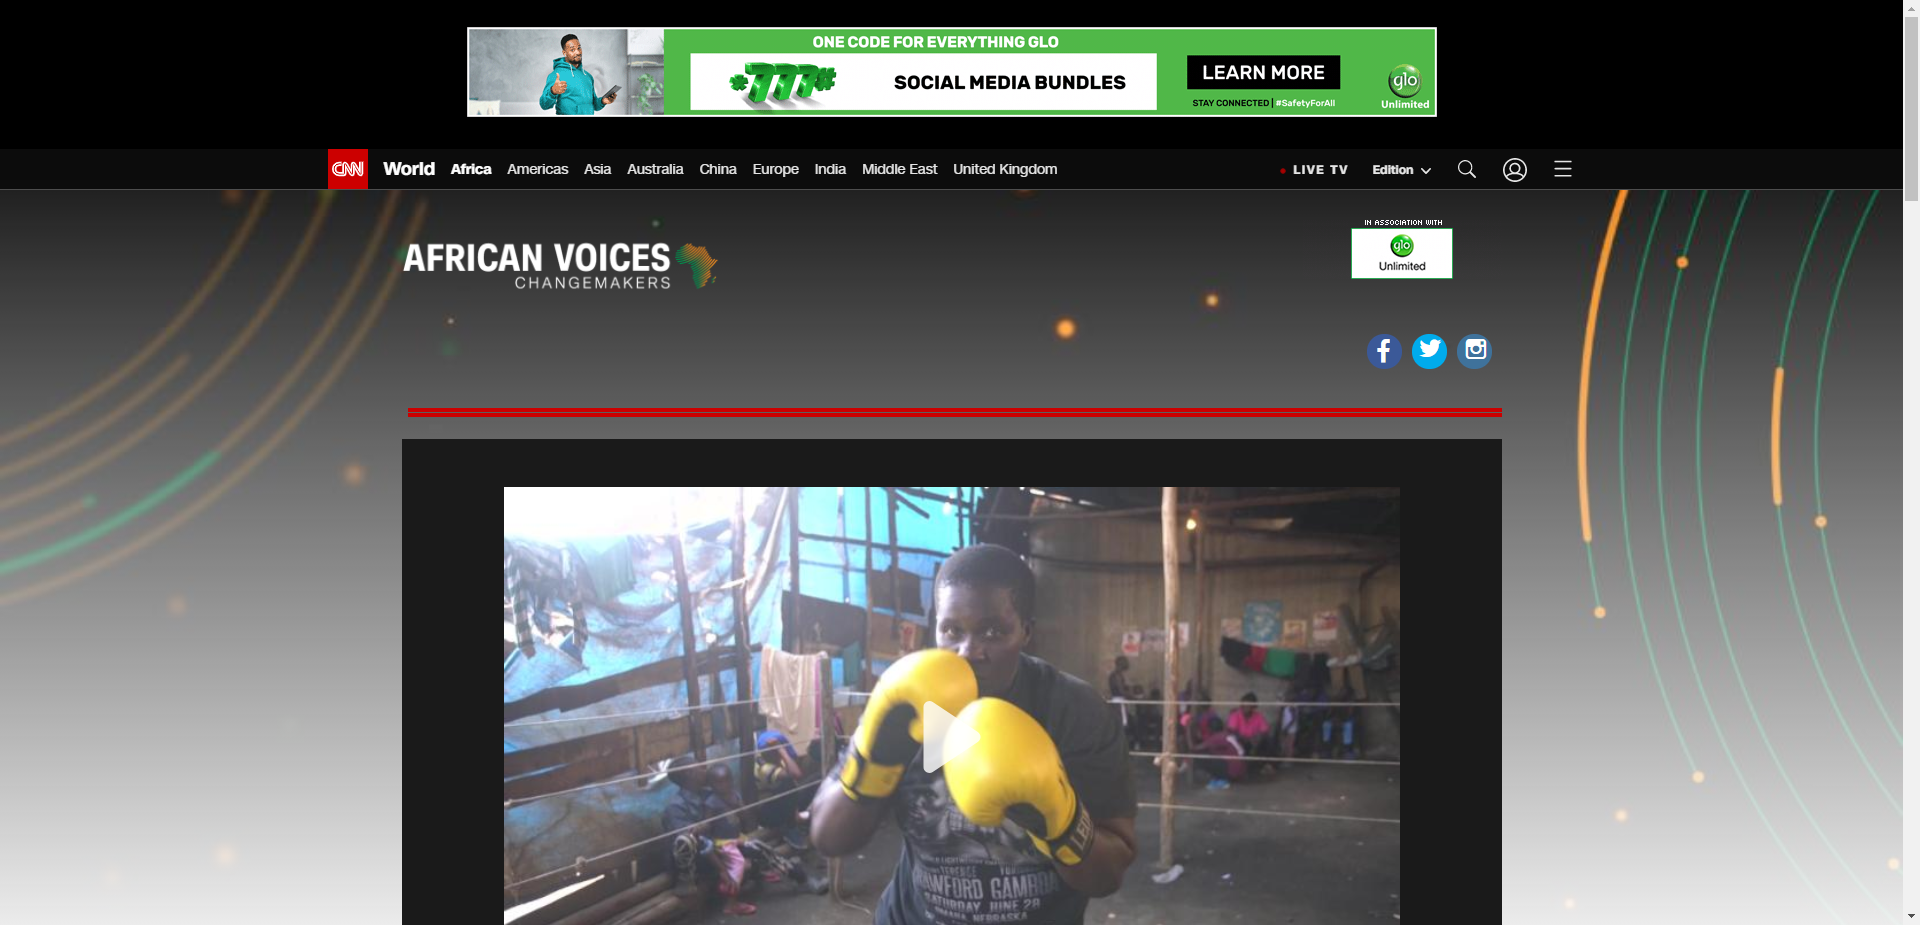 ONE CODE FOR EVERYTHING GLO
*777#
SOCIAL MEDIA BUNDLES
LEARN MORE
STAY CONNECTED | #SafetyForAll
glo
Unlimited
CNN World Africa Americas Asia Australia China Europe India Middle East United Kingdom
LIVE TV Edition
AFRICAN VOICES
CHANGEMAKERS
IN ASSOCIATION WITH
glo
Unlimited
TERENCE
CRAWFORD GAMBOA
SATURDAY JUNE 28
OMAHA, NEBRASKA